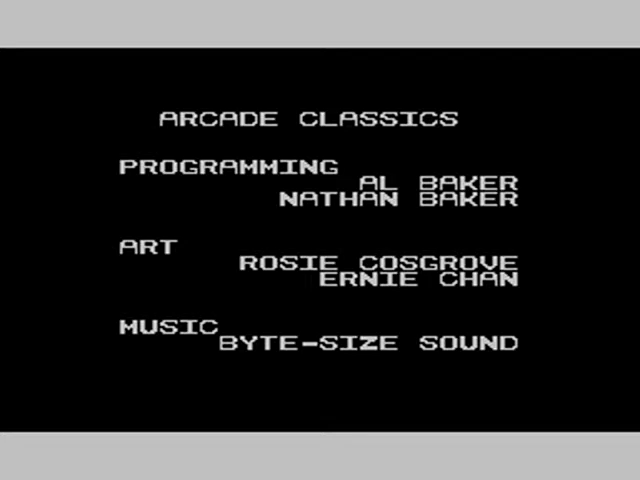 ARCADE CLASSICS
PROGRAMMING
AL BAKER
NATHAN BAKER
ART
ROSIE COSGROVE
ERNIE CHAN
MUSIC
BYTE-SIZE SOUND